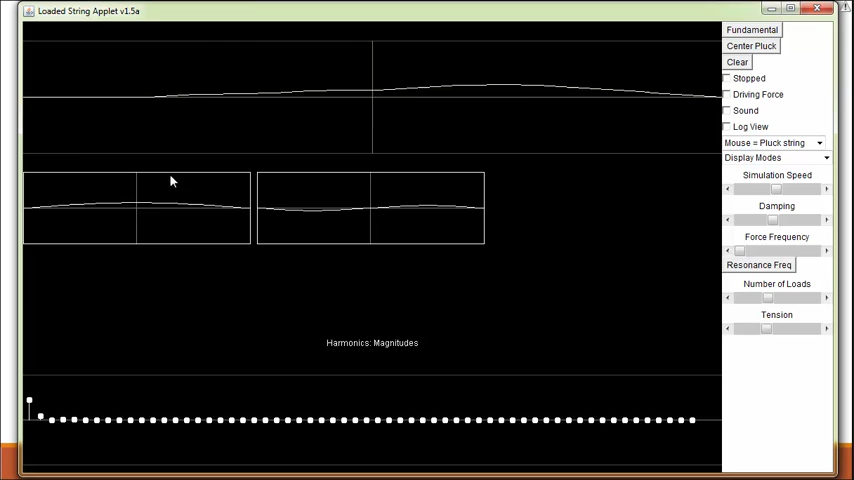 Loaded String Applet v1.5a
Fundamental
Center Pluck
Clear
Stopped
Driving Force
Sound
Log View
Mouse = Pluck string
Display Modes
Simulation Speed
Damping
Force Frequency
Resonance Freq
Number of Loads
Tension
Harmonics: Magnitudes